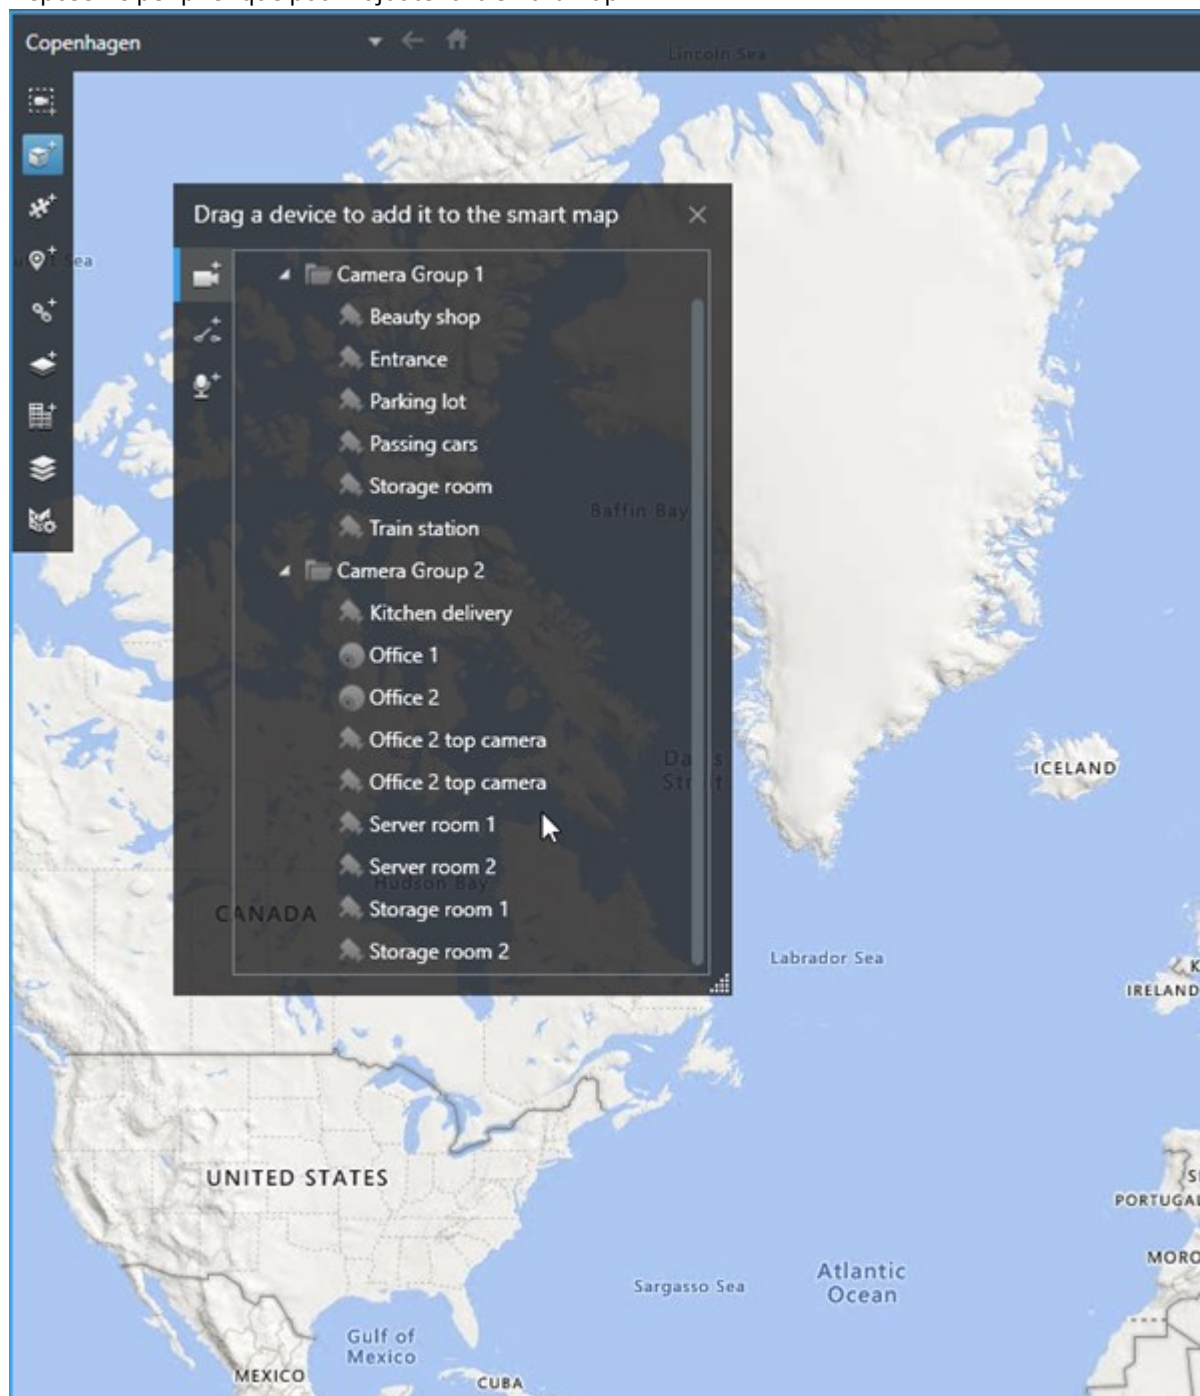 Copenhagen
Lincoln Sea
Sea
Drag a device to add it to the smart map
Camera Group 1
Beauty shop
Entrance
Parking lot
Passing cars
Storage room
Train station
Camera Group 2
Kitchen delivery
Office 1
Office 2
Office 2 top camera
Office 2 top camera
Server room 1
Server room 2
Storage room 1
Storage room 2
Baffin Bay
Hudson Bay
CANADA
ICELAND
Labrador Sea
IRELAND
UNITED STATES
PORTUGAL
Sargasso Sea
Atlantic
Ocean
Gulf of
Mexico
MEXICO
CUBA